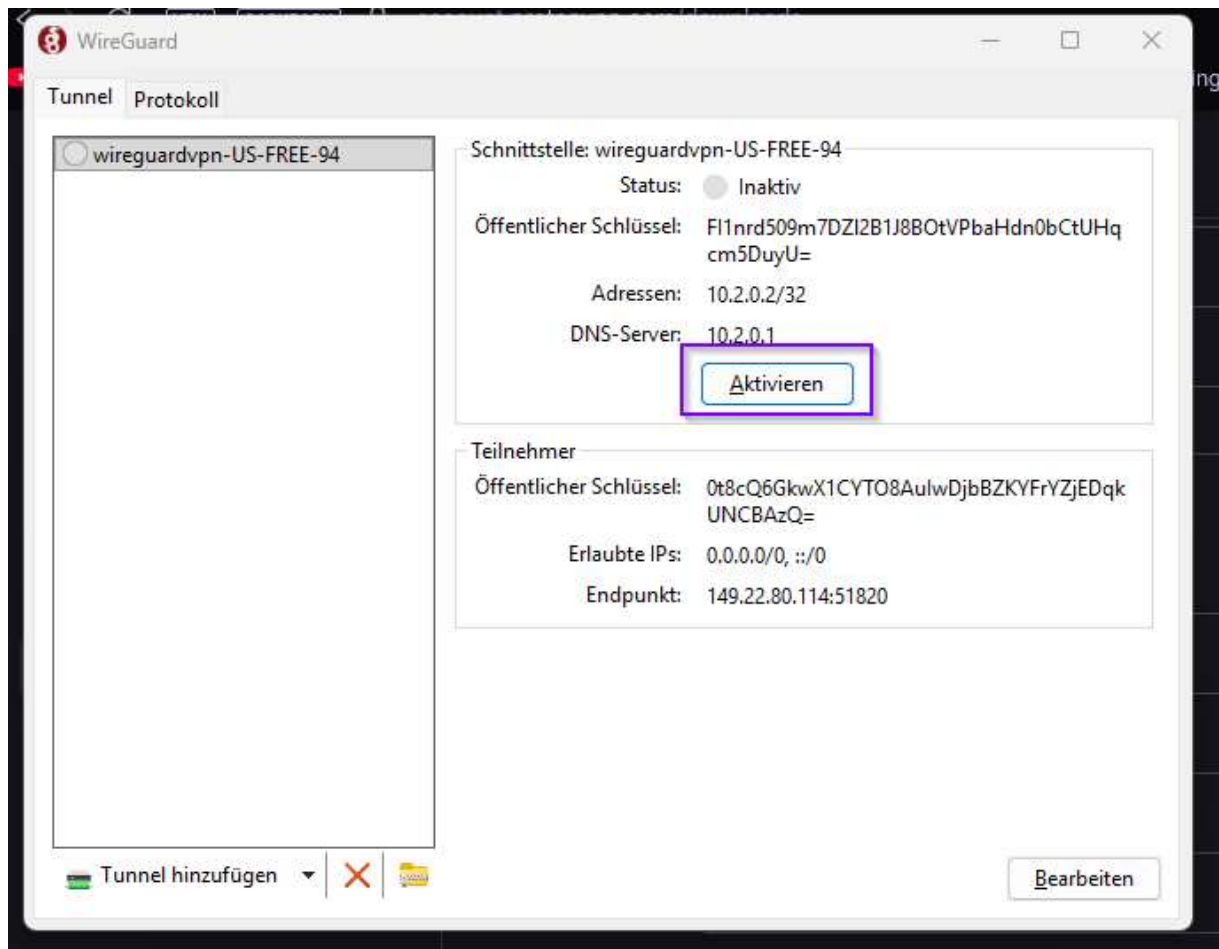 WireGuard
Tunnel
Protokoll
wireguardvpn-US-FREE-94
Schnittstelle: wireguardvpn-US-FREE-94
Status: Inaktiv
Öffentlicher Schlüssel: FI1nrd509m7DZI2B1J8BOtVPbaHdn0bCtUHq
cm5DuyU=
Adressen: 10.2.0.2/32
DNS-Server: 10.2.0.1
Aktivieren
Teilnehmer
Öffentlicher Schlüssel: 0t8cQ6GkwX1CYTO8AulwDjbBZKYFrYZjEDqk
UNCBAzQ=
Erlaubte IPs: 0.0.0.0/0, ::/0
Endpunkt: 149.22.80.114:51820
Tunnel hinzufügen
Bearbeiten